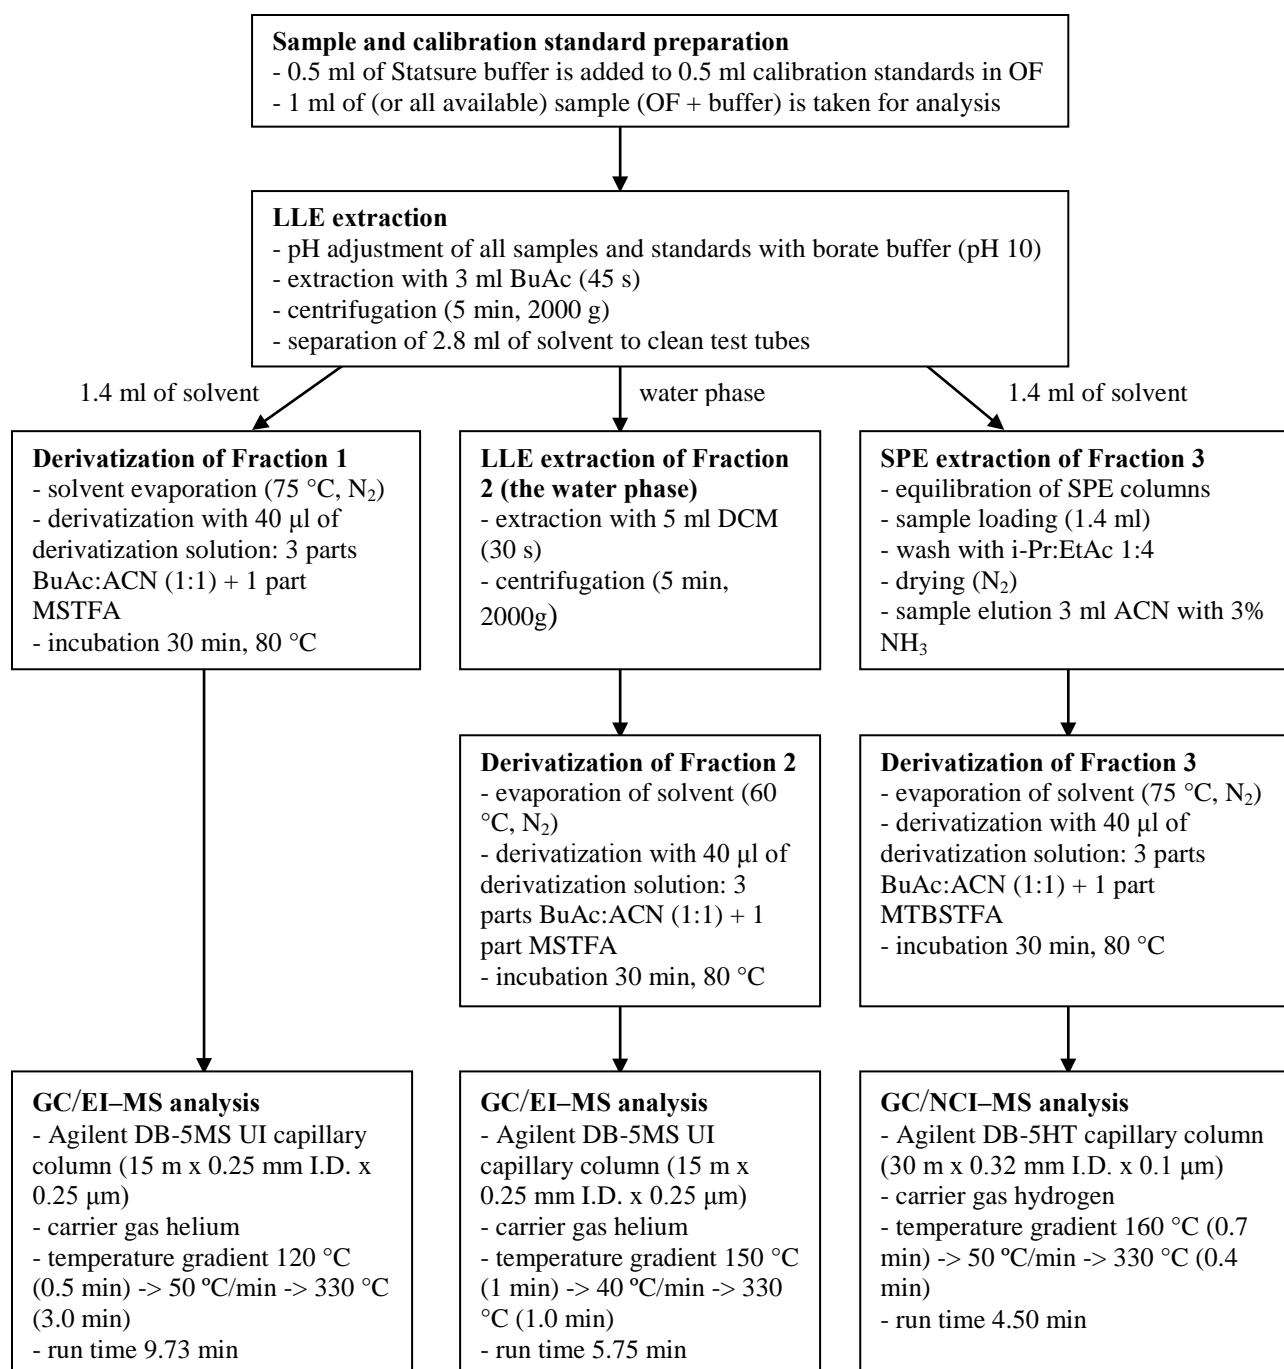 Sample and calibration standard preparation
- 0.5 ml of Statsure buffer is added to 0.5 ml calibration standards in OF
- 1 ml of (or all available) sample (OF + buffer) is taken for analysis
LLE extraction
- pH adjustment of all samples and standards with borate buffer (pH 10)
- extraction with 3 ml BuAc (45 s)
- centrifugation (5 min, 2000 g)
- separation of 2.8 ml of solvent to clean test tubes
1.4 ml of solvent
water phase
1.4 ml of solvent
Derivatization of Fraction 1
- solvent evaporation (75 °C, N₂)
- derivatization with 40 μl of
derivatization solution: 3 parts
BuAc:ACN (1:1) + 1 part
MSTFA
- incubation 30 min, 80 °C
LLE extraction of Fraction
2 (the water phase)
- extraction with 5 ml DCM
(30 s)
- centrifugation (5 min,
2000g)
SPE extraction of Fraction 3
- equilibration of SPE columns
- sample loading (1.4 ml)
- wash with i-Pr:EtAc 1:4
- drying (N₂)
- sample elution 3 ml ACN with 3%
NH₃
Derivatization of Fraction 2
- evaporation of solvent (60
°C, N₂)
- derivatization with 40 μl of
derivatization solution: 3
parts BuAc:ACN (1:1) + 1
part MSTFA
- incubation 30 min, 80 °C
Derivatization of Fraction 3
- evaporation of solvent (75 °C, N₂)
- derivatization with 40 μl of
derivatization solution: 3 parts
BuAc:ACN (1:1) + 1 part
MTBSTFA
- incubation 30 min, 80 °C
GC/EI–MS analysis
- Agilent DB-5MS UI capillary
column (15 m x 0.25 mm I.D. x
0.25 μm)
- carrier gas helium
- temperature gradient 120 °C
(0.5 min) -> 50 ºC/min -> 330 °C
(3.0 min)
- run time 9.73 min
GC/EI–MS analysis
- Agilent DB-5MS UI
capillary column (15 m x
0.25 mm I.D. x 0.25 μm)
- carrier gas helium
- temperature gradient 150 °C
(1 min) -> 40 ºC/min -> 330
°C (1.0 min)
- run time 5.75 min
GC/NCI–MS analysis
- Agilent DB-5HT capillary column
(30 m x 0.32 mm I.D. x 0.1 μm)
- carrier gas hydrogen
- temperature gradient 160 °C (0.7
min) -> 50 °C/min -> 330 °C (0.4
min)
- run time 4.50 min